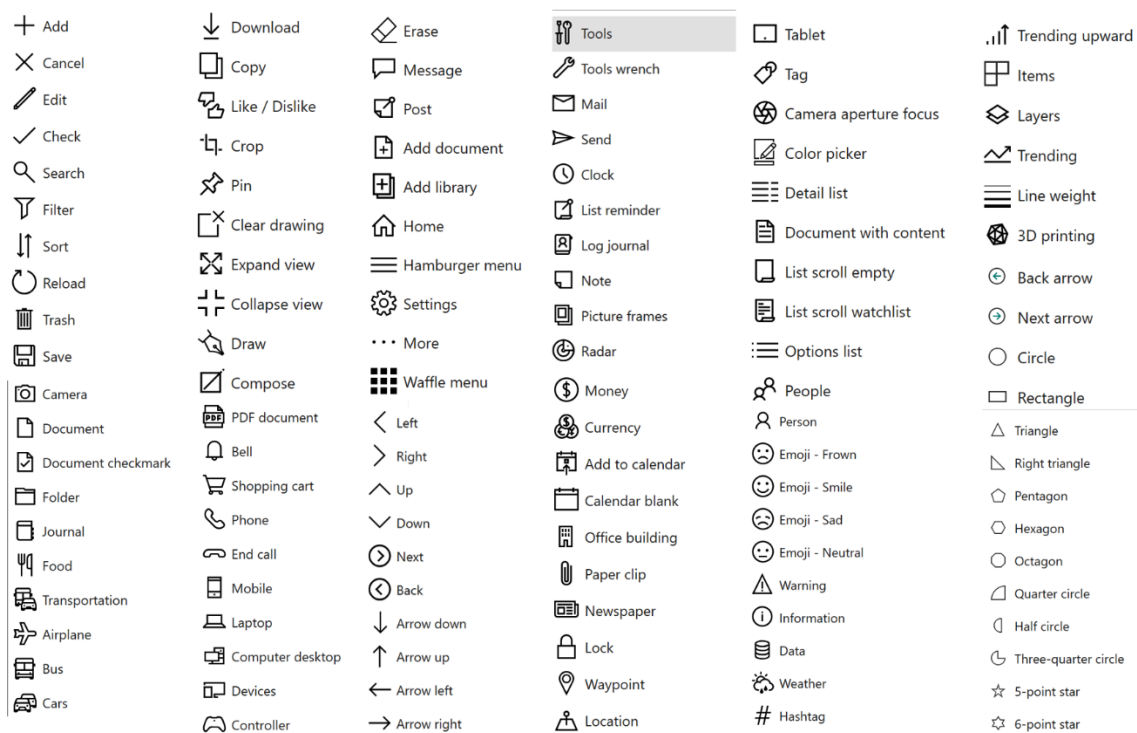 Add
Cancel
Edit
Check
Search
Filter
Sort
Reload
Trash
Save
Camera
Document
Document checkmark
Folder
Journal
Food
Transportation
Airplane
Bus
Cars
Download
Copy
Like / Dislike
Crop
Pin
Clear drawing
Expand view
Collapse view
Draw
Compose
PDF PDF document
Bell
Shopping cart
Phone
End call
Mobile
Laptop
Computer desktop
Devices
Controller
Erase
Message
Post
Add document
Add library
Home
Hamburger menu
Settings
More
Waffle menu
Left
Right
Up
Down
Next
Back
Arrow down
Arrow up
Arrow left
Arrow right
Tools
Tools wrench
Mail
Send
Clock
List reminder
Log journal
Note
Picture frames
Radar
$ Money
Currency
Add to calendar
Calendar blank
Office building
Paper clip
Newspaper
Lock
Waypoint
Location
Tablet
Tag
Camera aperture focus
Color picker
Detail list
Document with content
List scroll empty
List scroll watchlist
Options list
People
Person
Emoji - Frown
Emoji - Smile
Emoji - Sad
Emoji - Neutral
Warning
Information
Data
Weather
# Hashtag
Trending upward
Items
Layers
Trending
Line weight
3D printing
Back arrow
Next arrow
Circle
Rectangle
Triangle
Right triangle
Pentagon
Hexagon
Octagon
Quarter circle
Half circle
Three-quarter circle
5-point star
6-point star